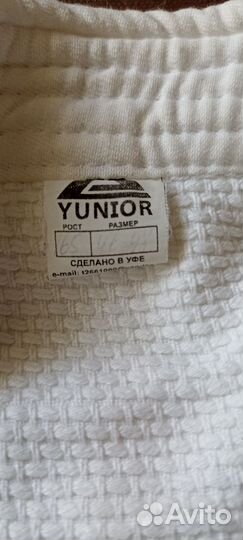 YUNIOR
РОСТ РАЗМЕР
СДЕЛАНО В УФЕ
e-mail:
Avito